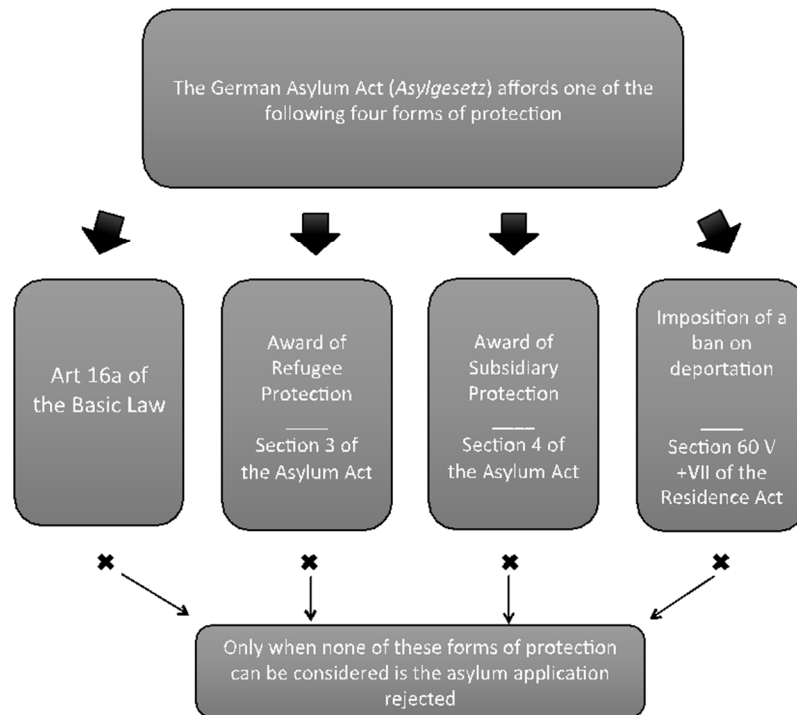 The German Asylum Act (Asylgesetz) affords one of the
following four forms of protection
Art 16a of
the Basic Law
Award of
Refugee
Protection
Section 3 of
the Asylum Act
Award of
Subsidiary
Protection
Section 4 of
the Asylum Act
Imposition of a
ban on
deportation
Section 60 V
+VII of the
Residence Act
Only when none of these forms of protection
can be considered is the asylum application
rejected